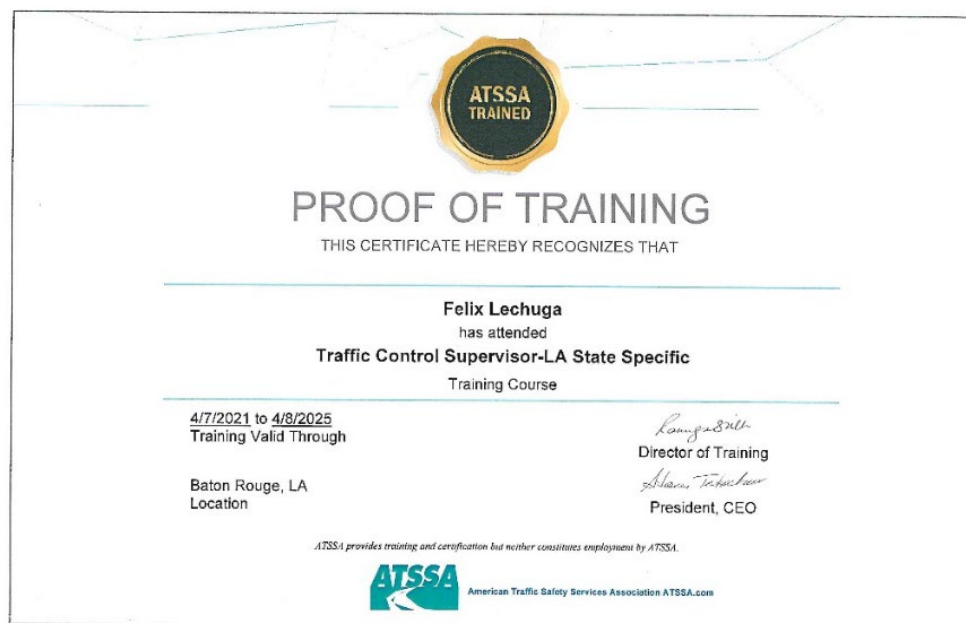 ATSSA
TRAINED
PROOF OF TRAINING
THIS CERTIFICATE HEREBY RECOGNIZES THAT
Felix Lechuga
has attended
Traffic Control Supervisor-LA State Specific
Training Course
4/7/2021 to 4/8/2025
Training Valid Through
Director of Training
Baton Rouge, LA
Location
President, CEO
ATSSA provides training and certification but neither constitutes employment by ATSSA.
ATSSA
American Traffic Safety Services Association ATSSA.com